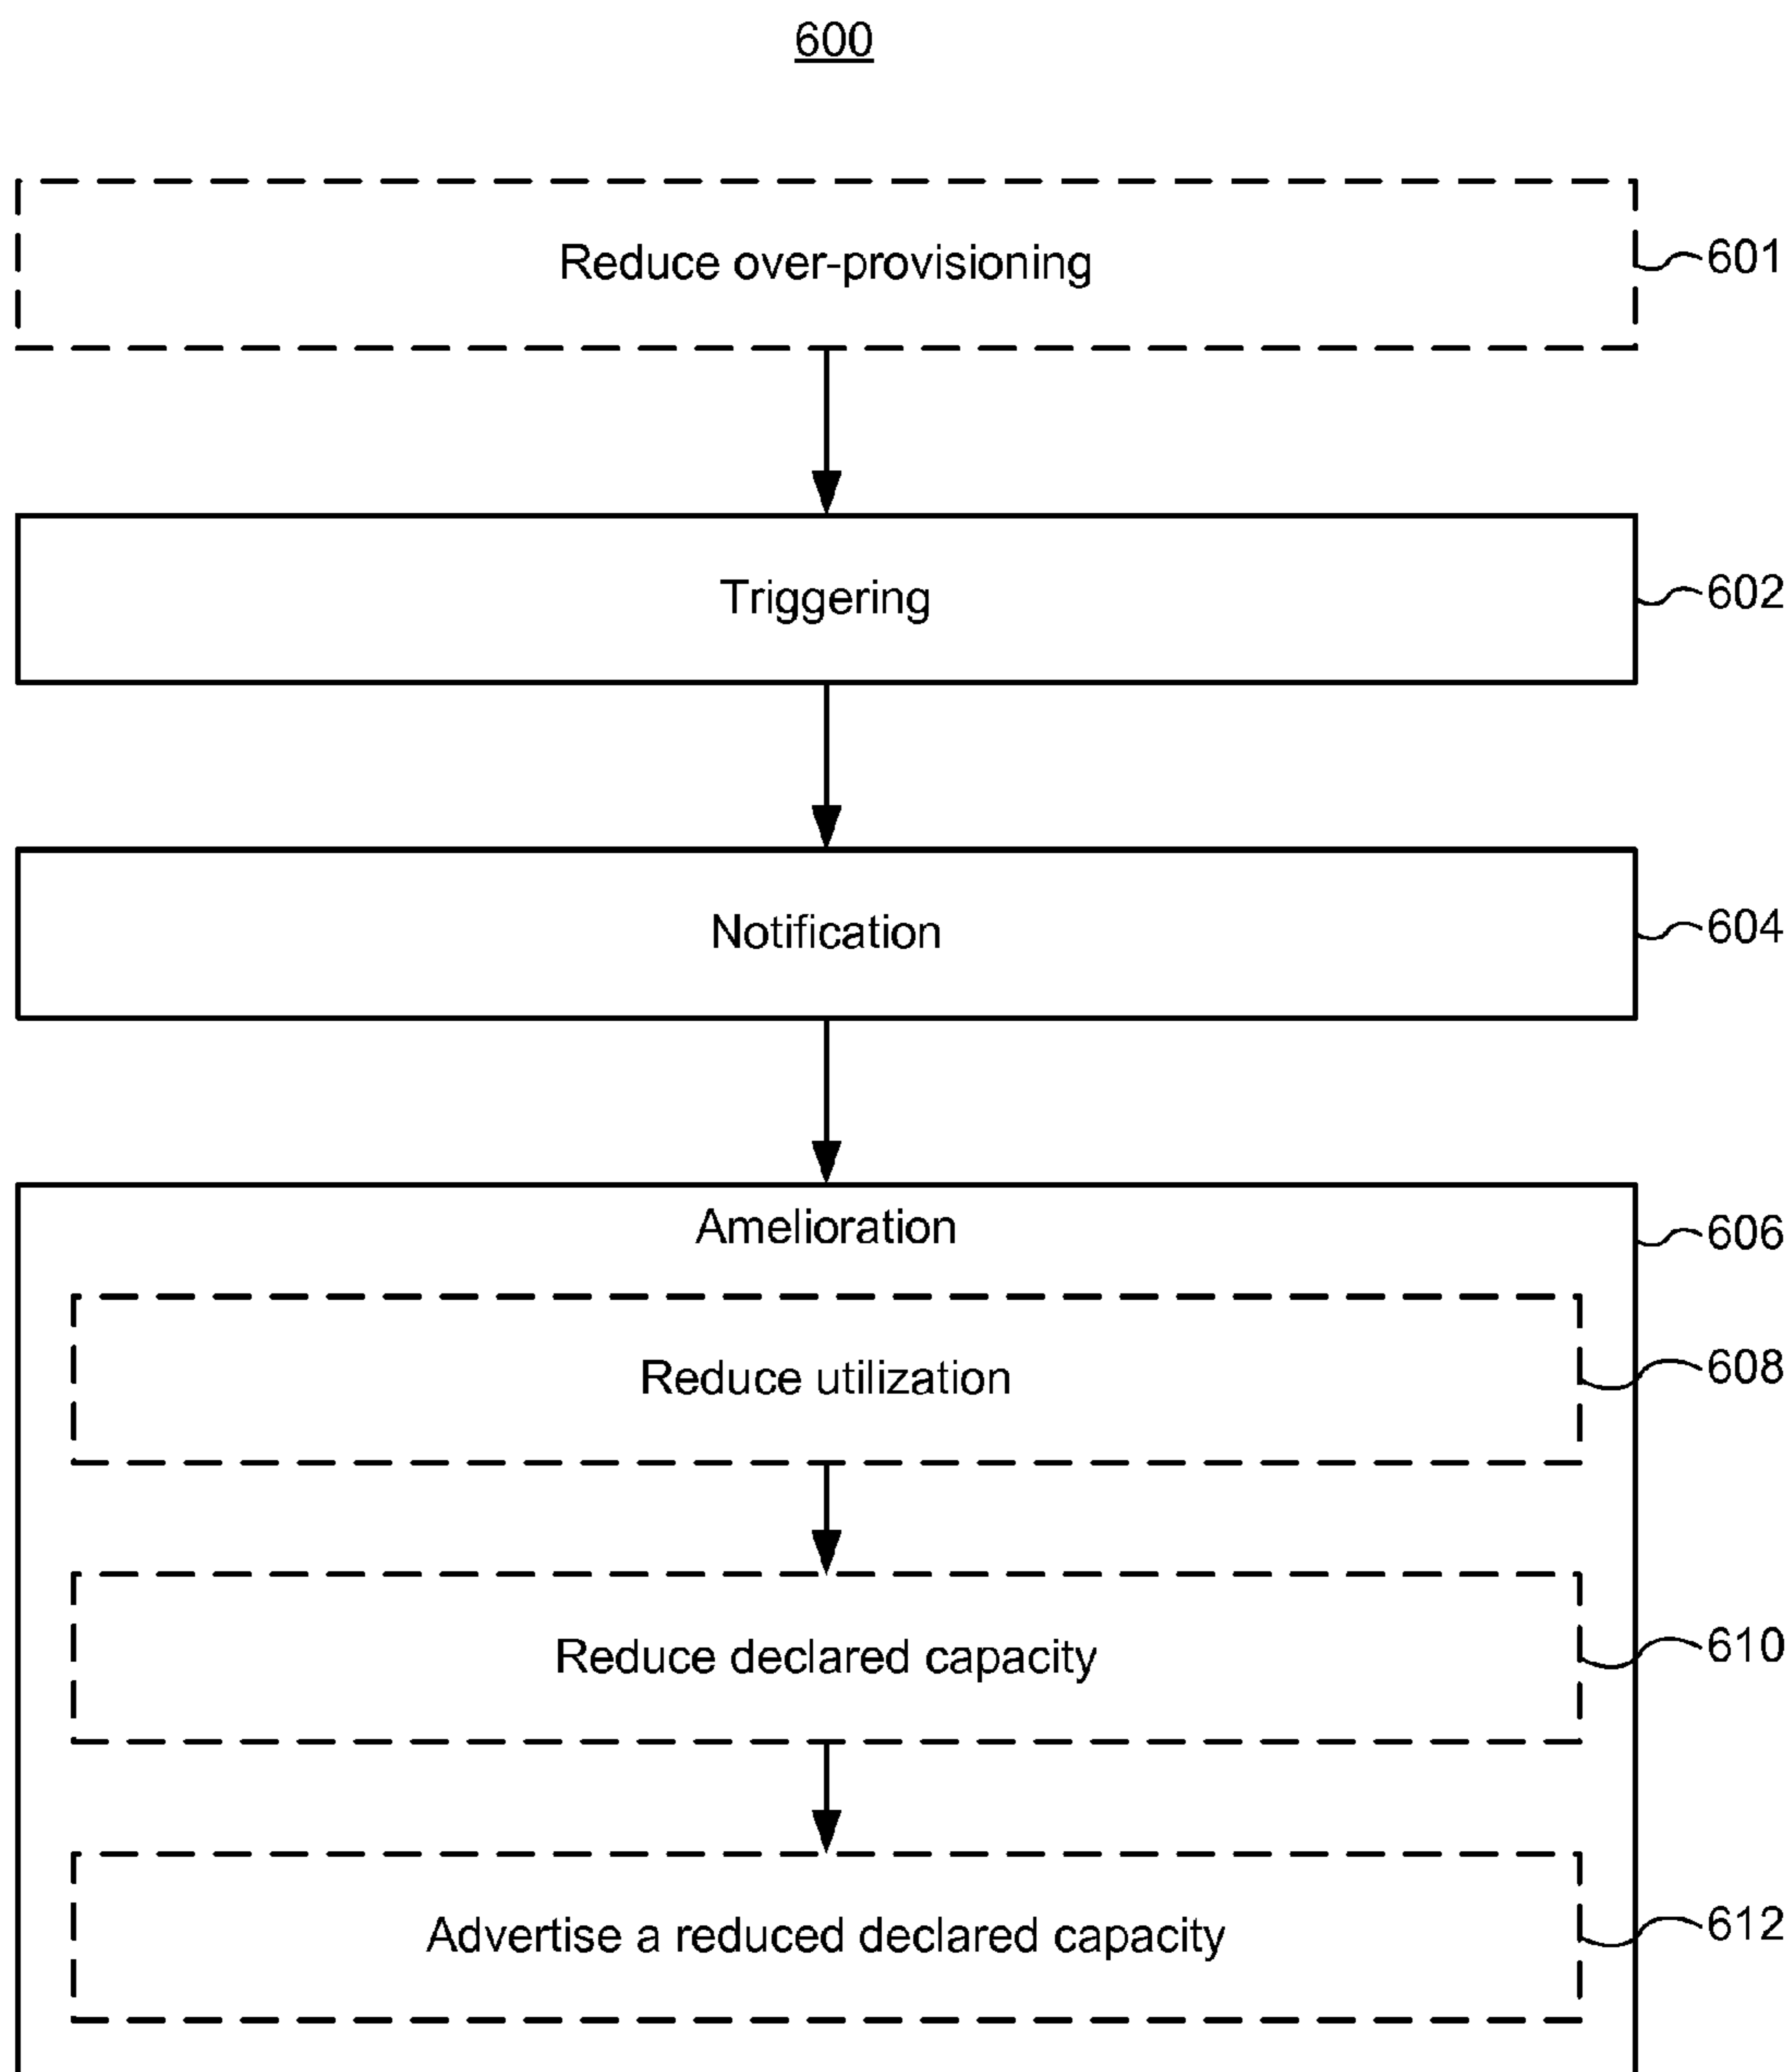 600
Reduce over-provisioning
601
Triggering
602
Notification
604
Amelioration
606
Reduce utilization
608
Reduce declared capacity
610
Advertise a reduced declared capacity
612